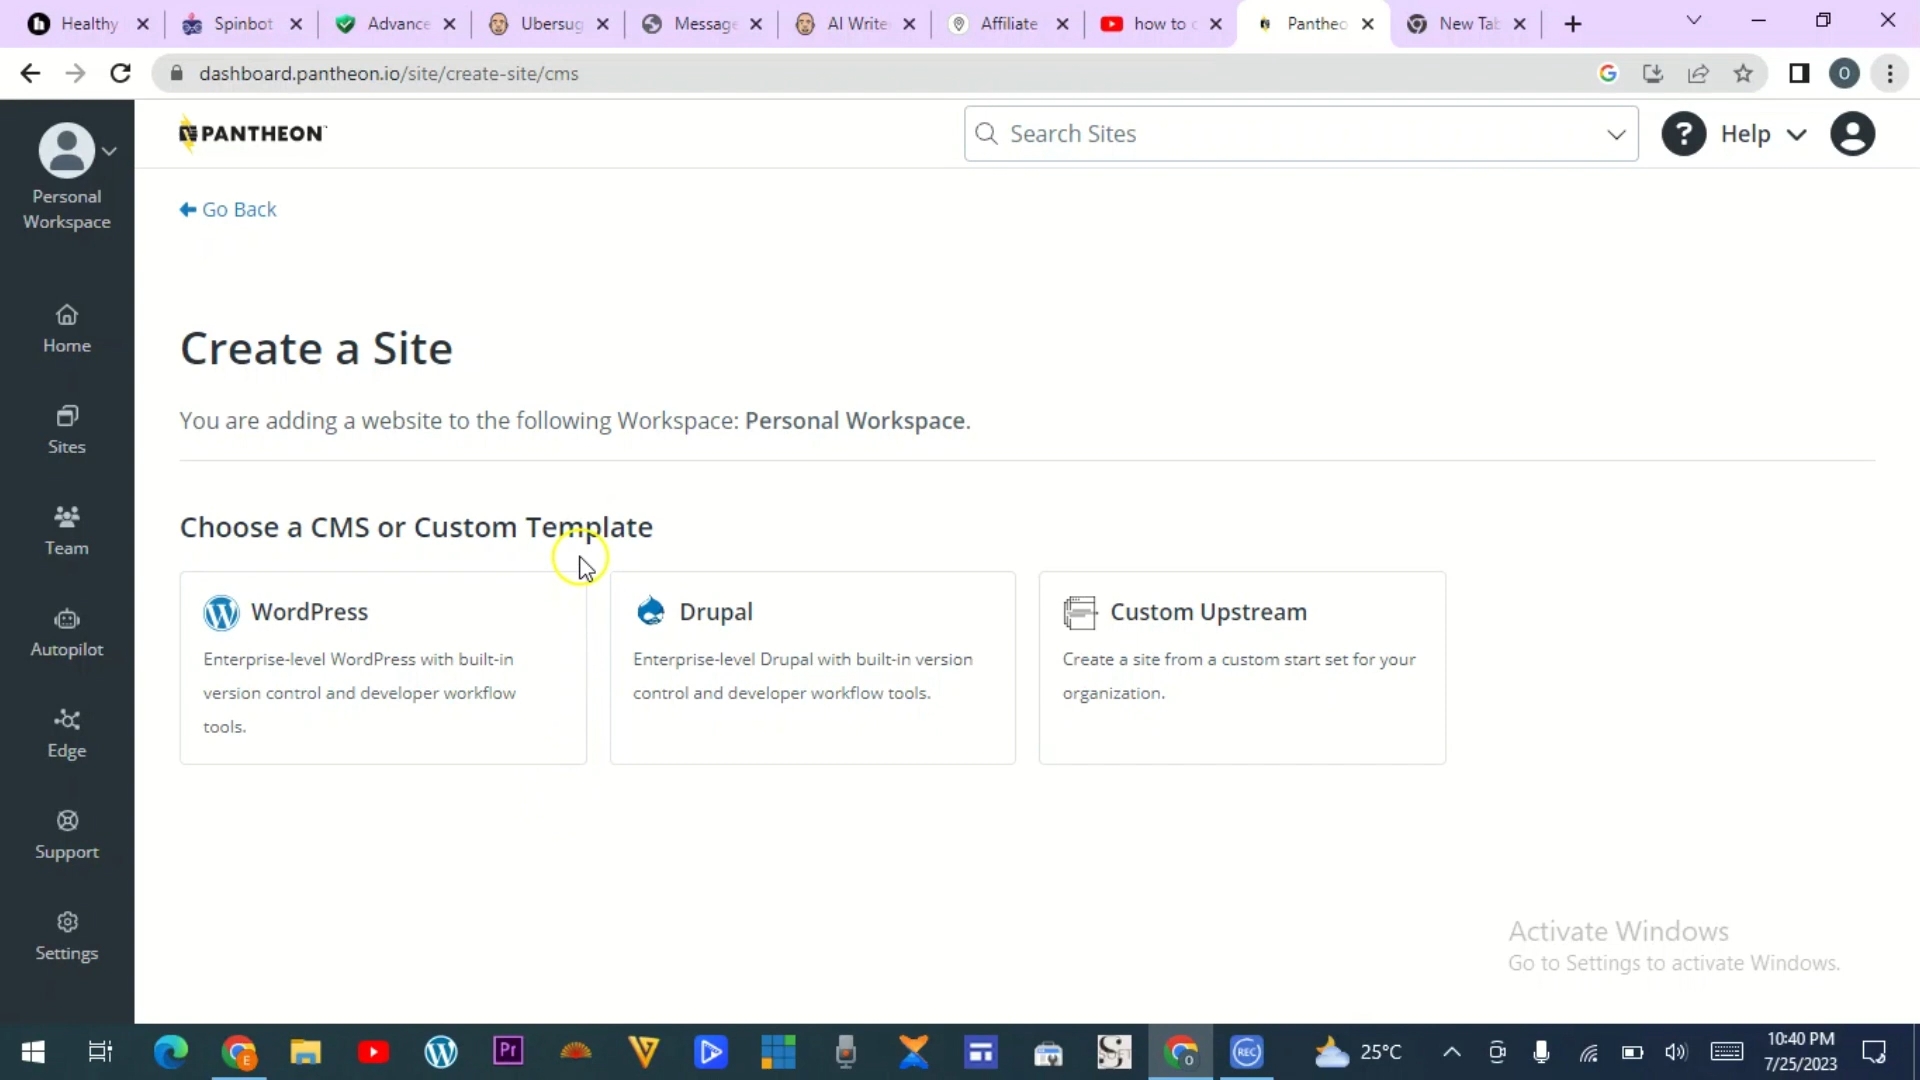 Healthy
Spinbot
Advance
Ubersug
Message
AI Write
Affiliate
how to c
Pantheo
New Tab
dashboard.pantheon.io/site/create-site/cms
O
PANTHEON
Search Sites
? Help
Personal
Workspace
Go Back
Home
Create a Site
You are adding a website to the following Workspace: Personal Workspace.
Sites
Choose a CMS or Custom Template
Team
WordPress
Enterprise-level WordPress with built-in
version control and developer workflow
tools.
Drupal
Enterprise-level Drupal with built-in version
control and developer workflow tools.
Custom Upstream
Create a site from a custom start set for your
organization.
Autopilot
Edge
Support
Settings
Activate Windows
Go to Settings to activate Windows.
E
Pr
REC
25°C
10:40 PM
7/25/2023